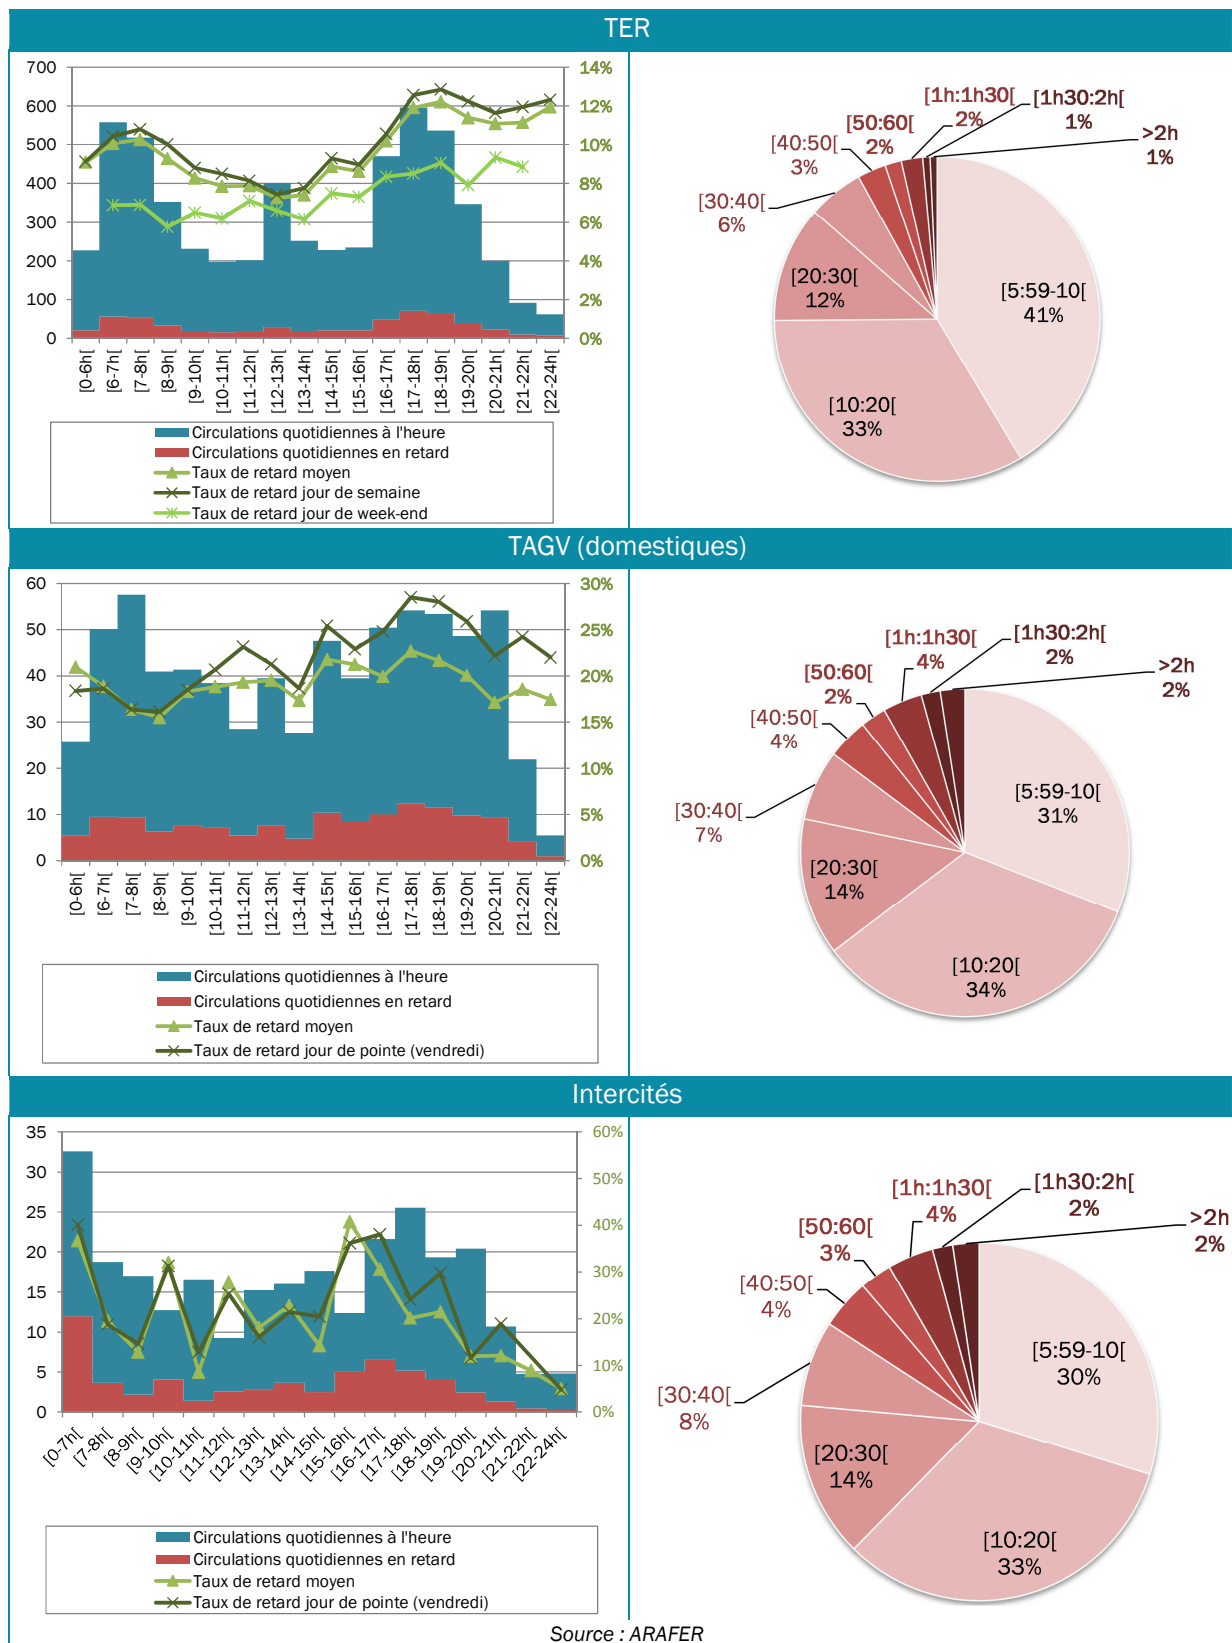 TER
700
600
500
400
300
200
100
0
14%
12%
10%
8%
6%
4%
2%
0%
[0-6h[
[6-7h[
[7-8h[
[8-9h[
[9-10h[
[10-11h[
[11-12h[
[12-13h[
[13-14h[
[14-15h[
[15-16h[
[16-17h[
[17-18h[
[18-19h[
[19-20h[
[20-21h[
[21-22h[
[22-24h[
Circulations quotidiennes à l'heure
Circulations quotidiennes en retard
Taux de retard moyen
Taux de retard jour de semaine
Taux de retard jour de week-end
[1h:1h30[
2%
[1h30:2h[
1%
>2h
1%
[50:60[
2%
[40:50[
3%
[30:40[
6%
[20:30[
12%
[5:59-10[
41%
[10:20[
33%
TAGV (domestiques)
60
50
40
30
20
10
0
30%
25%
20%
15%
10%
5%
0%
[0-6h[
[6-7h[
[7-8h[
[8-9h[
[9-10h[
[10-11h[
[11-12h[
[12-13h[
[13-14h[
[14-15h[
[15-16h[
[16-17h[
[17-18h[
[18-19h[
[19-20h[
[20-21h[
[21-22h[
[22-24h[
Circulations quotidiennes à l'heure
Circulations quotidiennes en retard
Taux de retard moyen
Taux de retard jour de pointe (vendredi)
[1h:1h30[
4%
[1h30:2h[
2%
>2h
2%
[50:60[
2%
[40:50[
4%
[30:40[
7%
[20:30[
14%
[5:59-10[
31%
[10:20[
34%
Intercités
35
30
25
20
15
10
5
0
60%
50%
40%
30%
20%
10%
0%
[0-7h[
[7-8h[
[8-9h[
[9-10h[
[10-11h[
[11-12h[
[12-13h[
[13-14h[
[14-15h[
[15-16h[
[16-17h[
[17-18h[
[18-19h[
[19-20h[
[20-21h[
[21-22h[
[22-24h[
Circulations quotidiennes à l'heure
Circulations quotidiennes en retard
Taux de retard moyen
Taux de retard jour de pointe (vendredi)
[1h:1h30[
4%
[1h30:2h[
2%
>2h
2%
[50:60[
3%
[40:50[
4%
[30:40[
8%
[20:30[
14%
[5:59-10[
30%
[10:20[
33%
Source : ARAFER